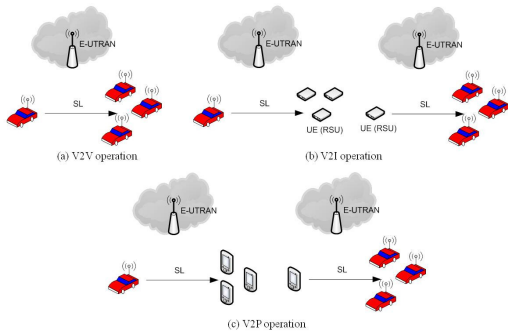 E-UTRAN
SL
(a) V2V operation
E-UTRAN
SL
UE (RSU)
E-UTRAN
SL
UE (RSU)
(b) V2I operation
E-UTRAN
SL
E-UTRAN
SL
(c) V2P operation